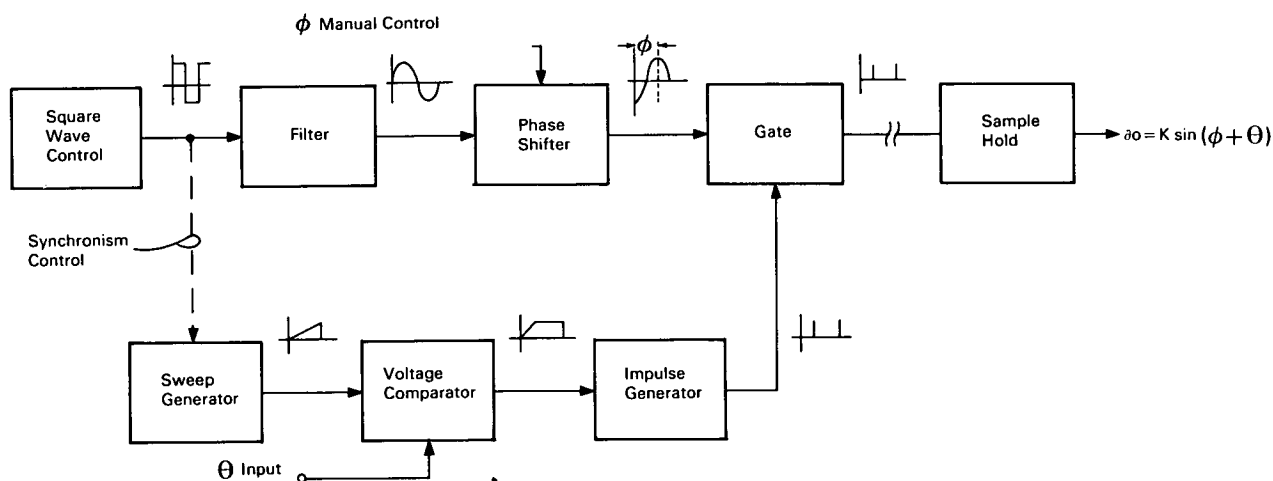 ϕ Manual Control
Square
Wave
Control
Filter
ϕ
Phase
Shifter
Gate
Sample
Hold
∂o = K sin (ϕ + Θ)
Synchronism
Control
Sweep
Generator
Voltage
Comparator
Impulse
Generator
Θ Input